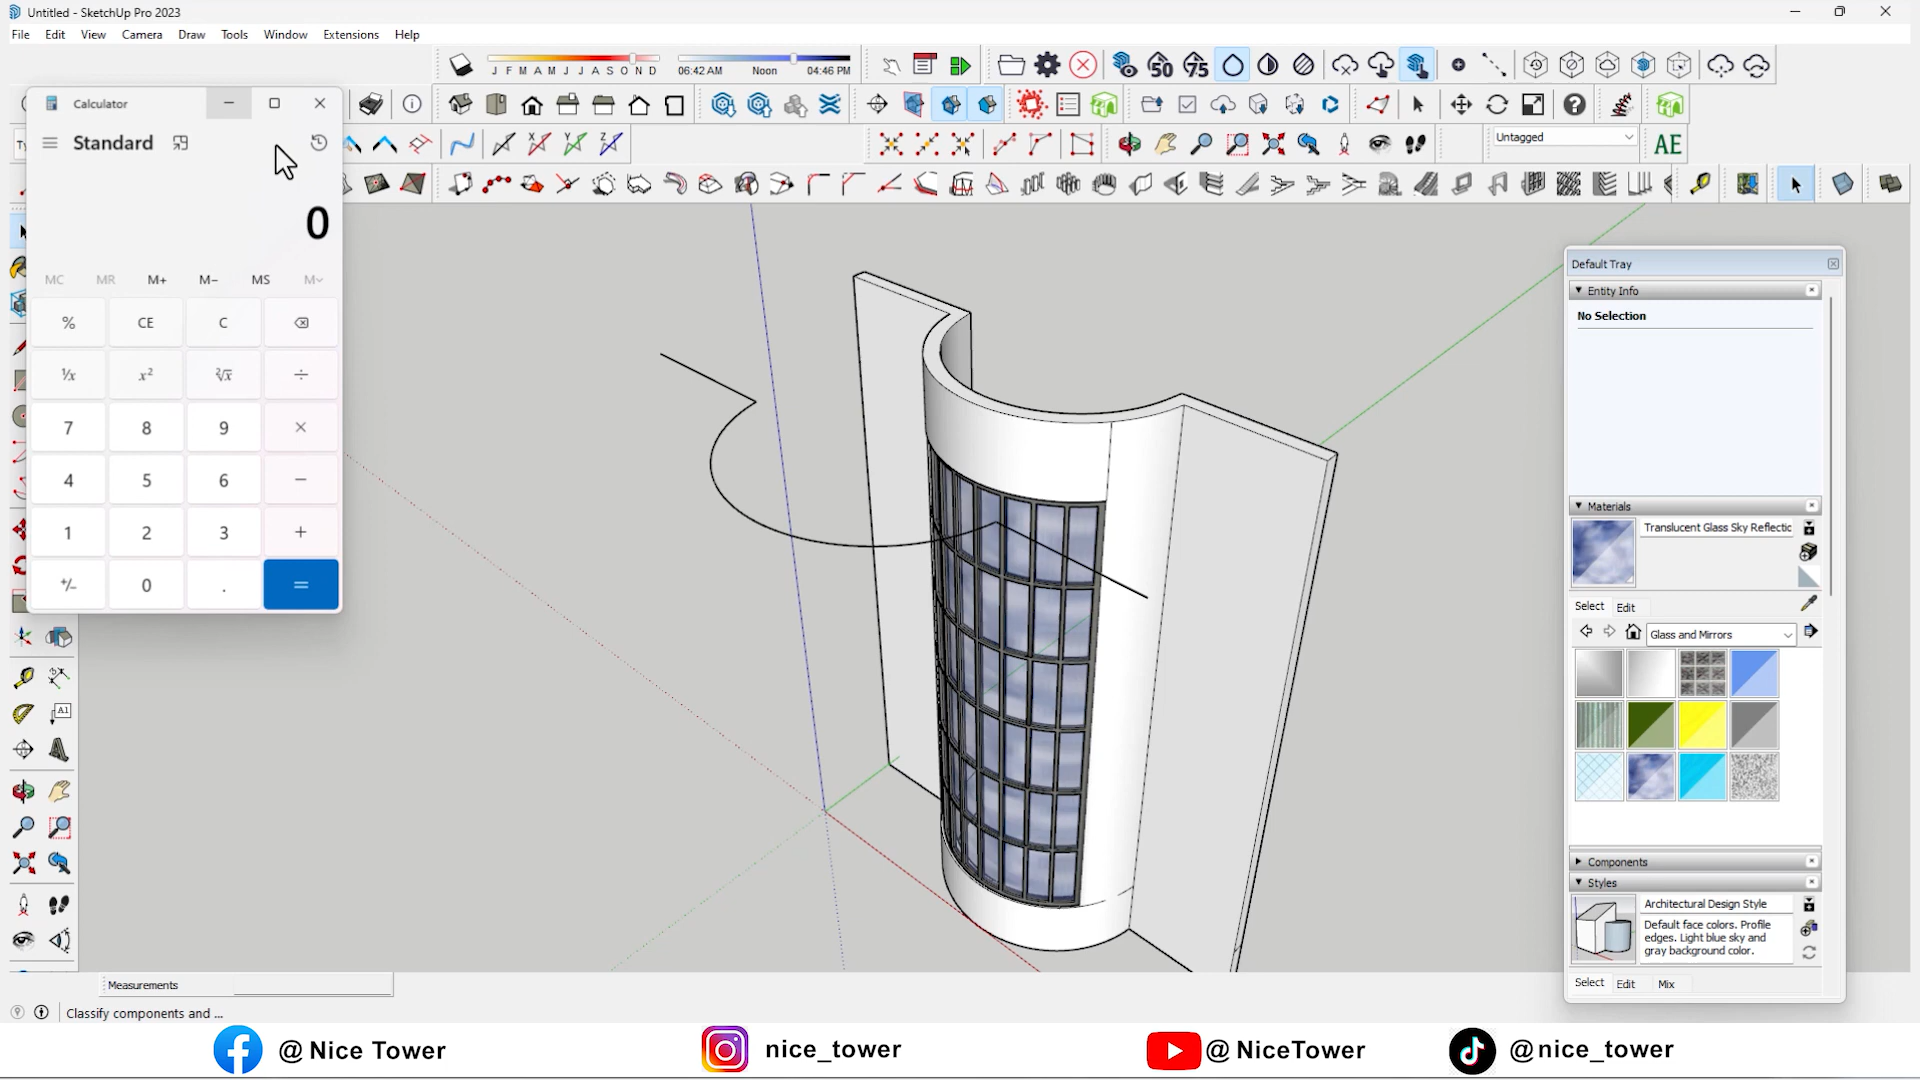 Untitled - SketchUp Pro 2023
File Edit View Camera Draw Tools Window Extensions Help
J F M A M J J A S O N D
06:42 AM Noon 04:46 PM
50 75
Calculator
Standard
0
MC MR M+ M- MS M
% CE C
¹/x x² ²√x ÷
7 8 9 ×
4 5 6 −
1 2 3 +
+/- 0 . =
X Y Z
Untagged
AE
A1
Default Tray
Entity Info
No Selection
Materials
Translucent Glass Sky Reflectic
Select Edit
Glass and Mirrors
Components
Styles
Architectural Design Style
Default face colors. Profile
edges. Light blue sky and
gray background color.
Select Edit Mix
Measurements
Classify components and ...
@ Nice Tower
nice_tower
@ NiceTower
@nice_tower